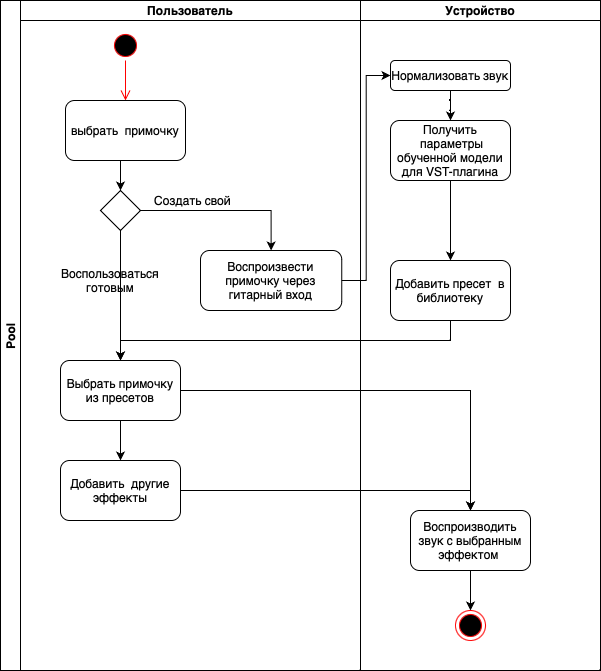 Пользователь
Устройство
Pool
выбрать примочку
Создать свой
Воспользоваться
готовым
Воспроизвести
примочку через
гитарный вход
Нормализовать звук
Получить
параметры
обученной модели
для VST-плагина
Добавить пресет в
библиотеку
Выбрать примочку
из пресетов
Добавить другие
эффекты
Воспроизводить
звук с выбранным
эффектом